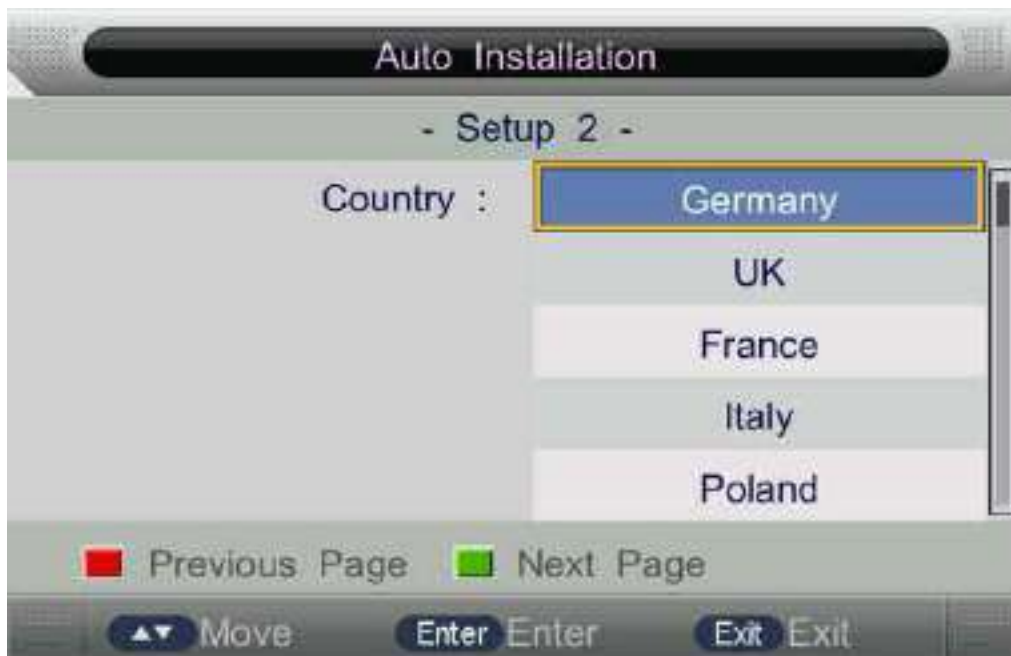 Auto Installation
- Setup 2 -
Country : Germany
UK
France
Italy
Poland
Previous Page Next Page
▲▼ Move Enter Enter Exit Exit